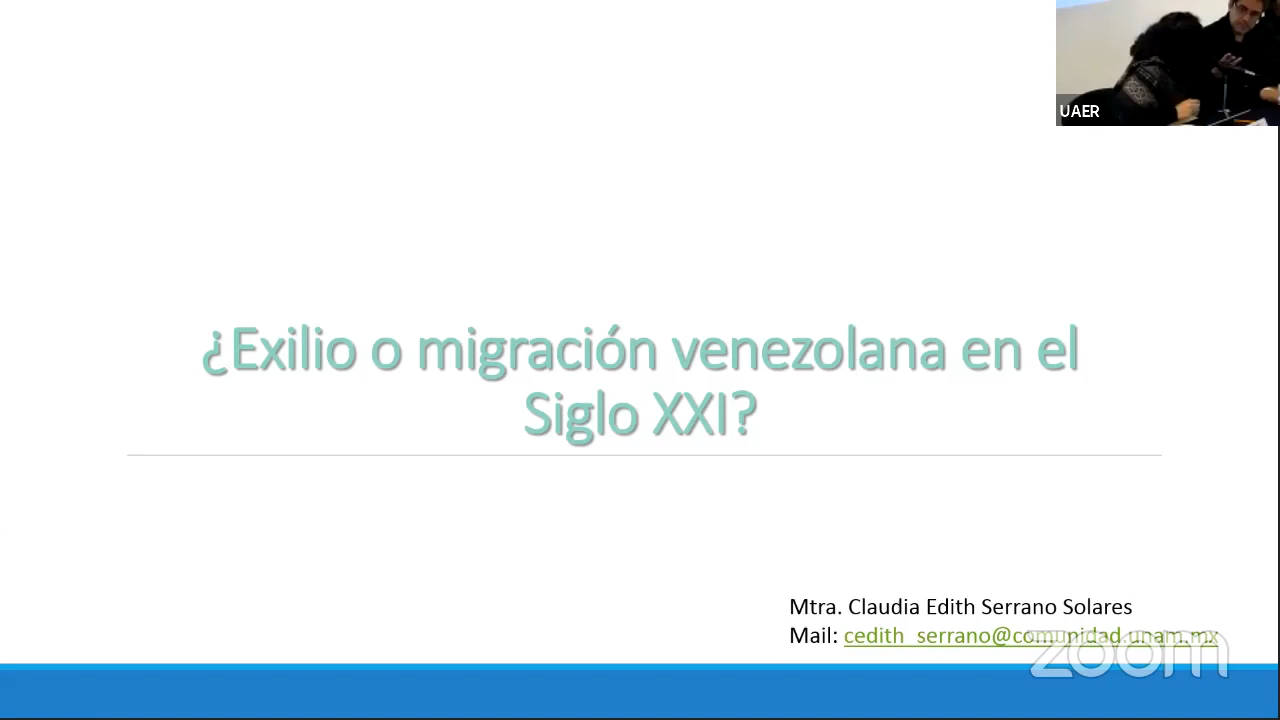 UAER
¿Exilio o migración venezolana en el
Siglo XXI?
Mtra. Claudia Edith Serrano Solares
Mail: cedith_serrano@comunidad.unam.mx
zoom